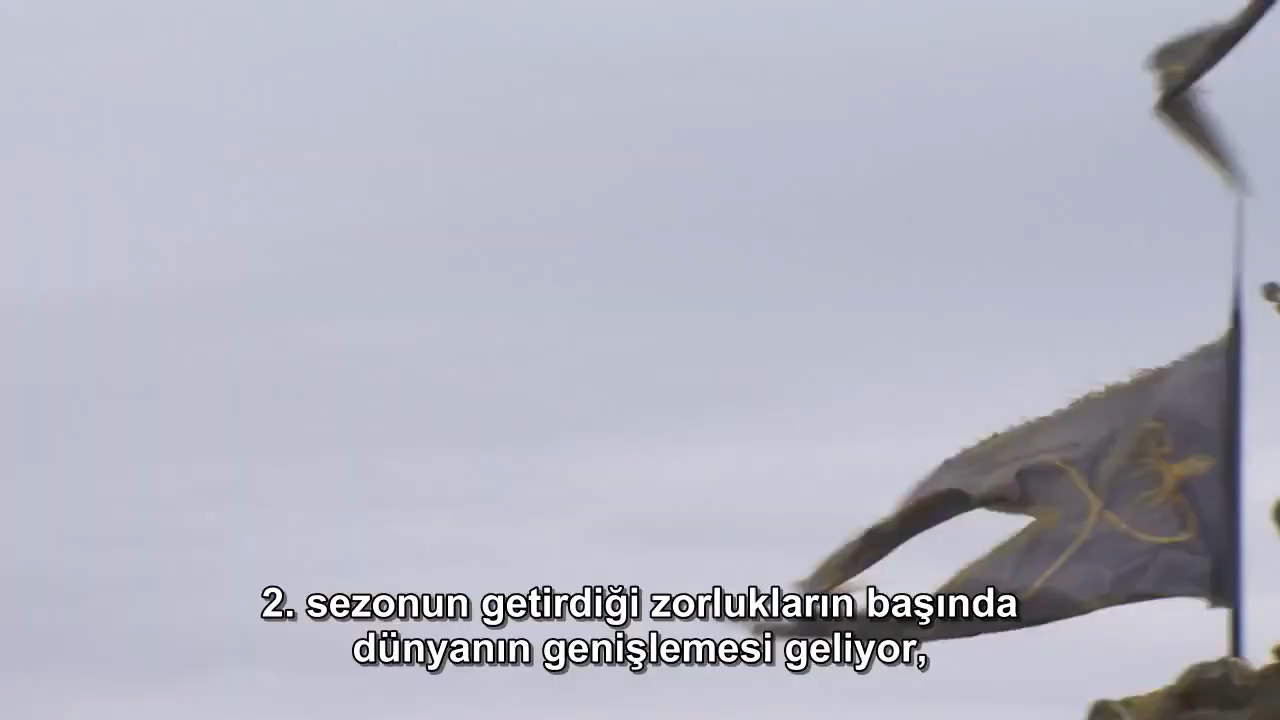 2. sezonun getirdiği zorlukların başında
dünyanın genişlemesi geliyor,